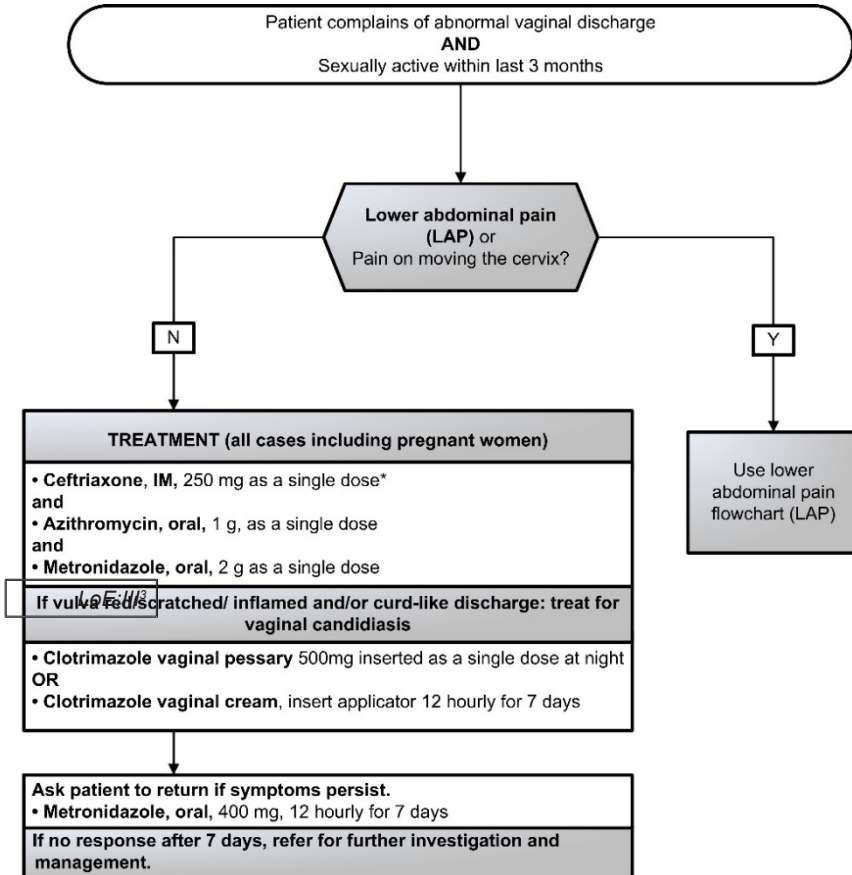 Patient complains of abnormal vaginal discharge
AND
Sexually active within last 3 months
Lower abdominal pain
(LAP) or
Pain on moving the cervix?
N
Y
TREATMENT (all cases including pregnant women)
• Ceftriaxone, IM, 250 mg as a single dose*
and
• Azithromycin, oral, 1 g, as a single dose
and
• Metronidazole, oral, 2 g as a single dose
LoE:III³
If vulva red/scratched/ inflamed and/or curd-like discharge: treat for
vaginal candidiasis
• Clotrimazole vaginal pessary 500mg inserted as a single dose at night
OR
• Clotrimazole vaginal cream, insert applicator 12 hourly for 7 days
Use lower
abdominal pain
flowchart (LAP)
Ask patient to return if symptoms persist.
• Metronidazole, oral, 400 mg, 12 hourly for 7 days
If no response after 7 days, refer for further investigation and
management.